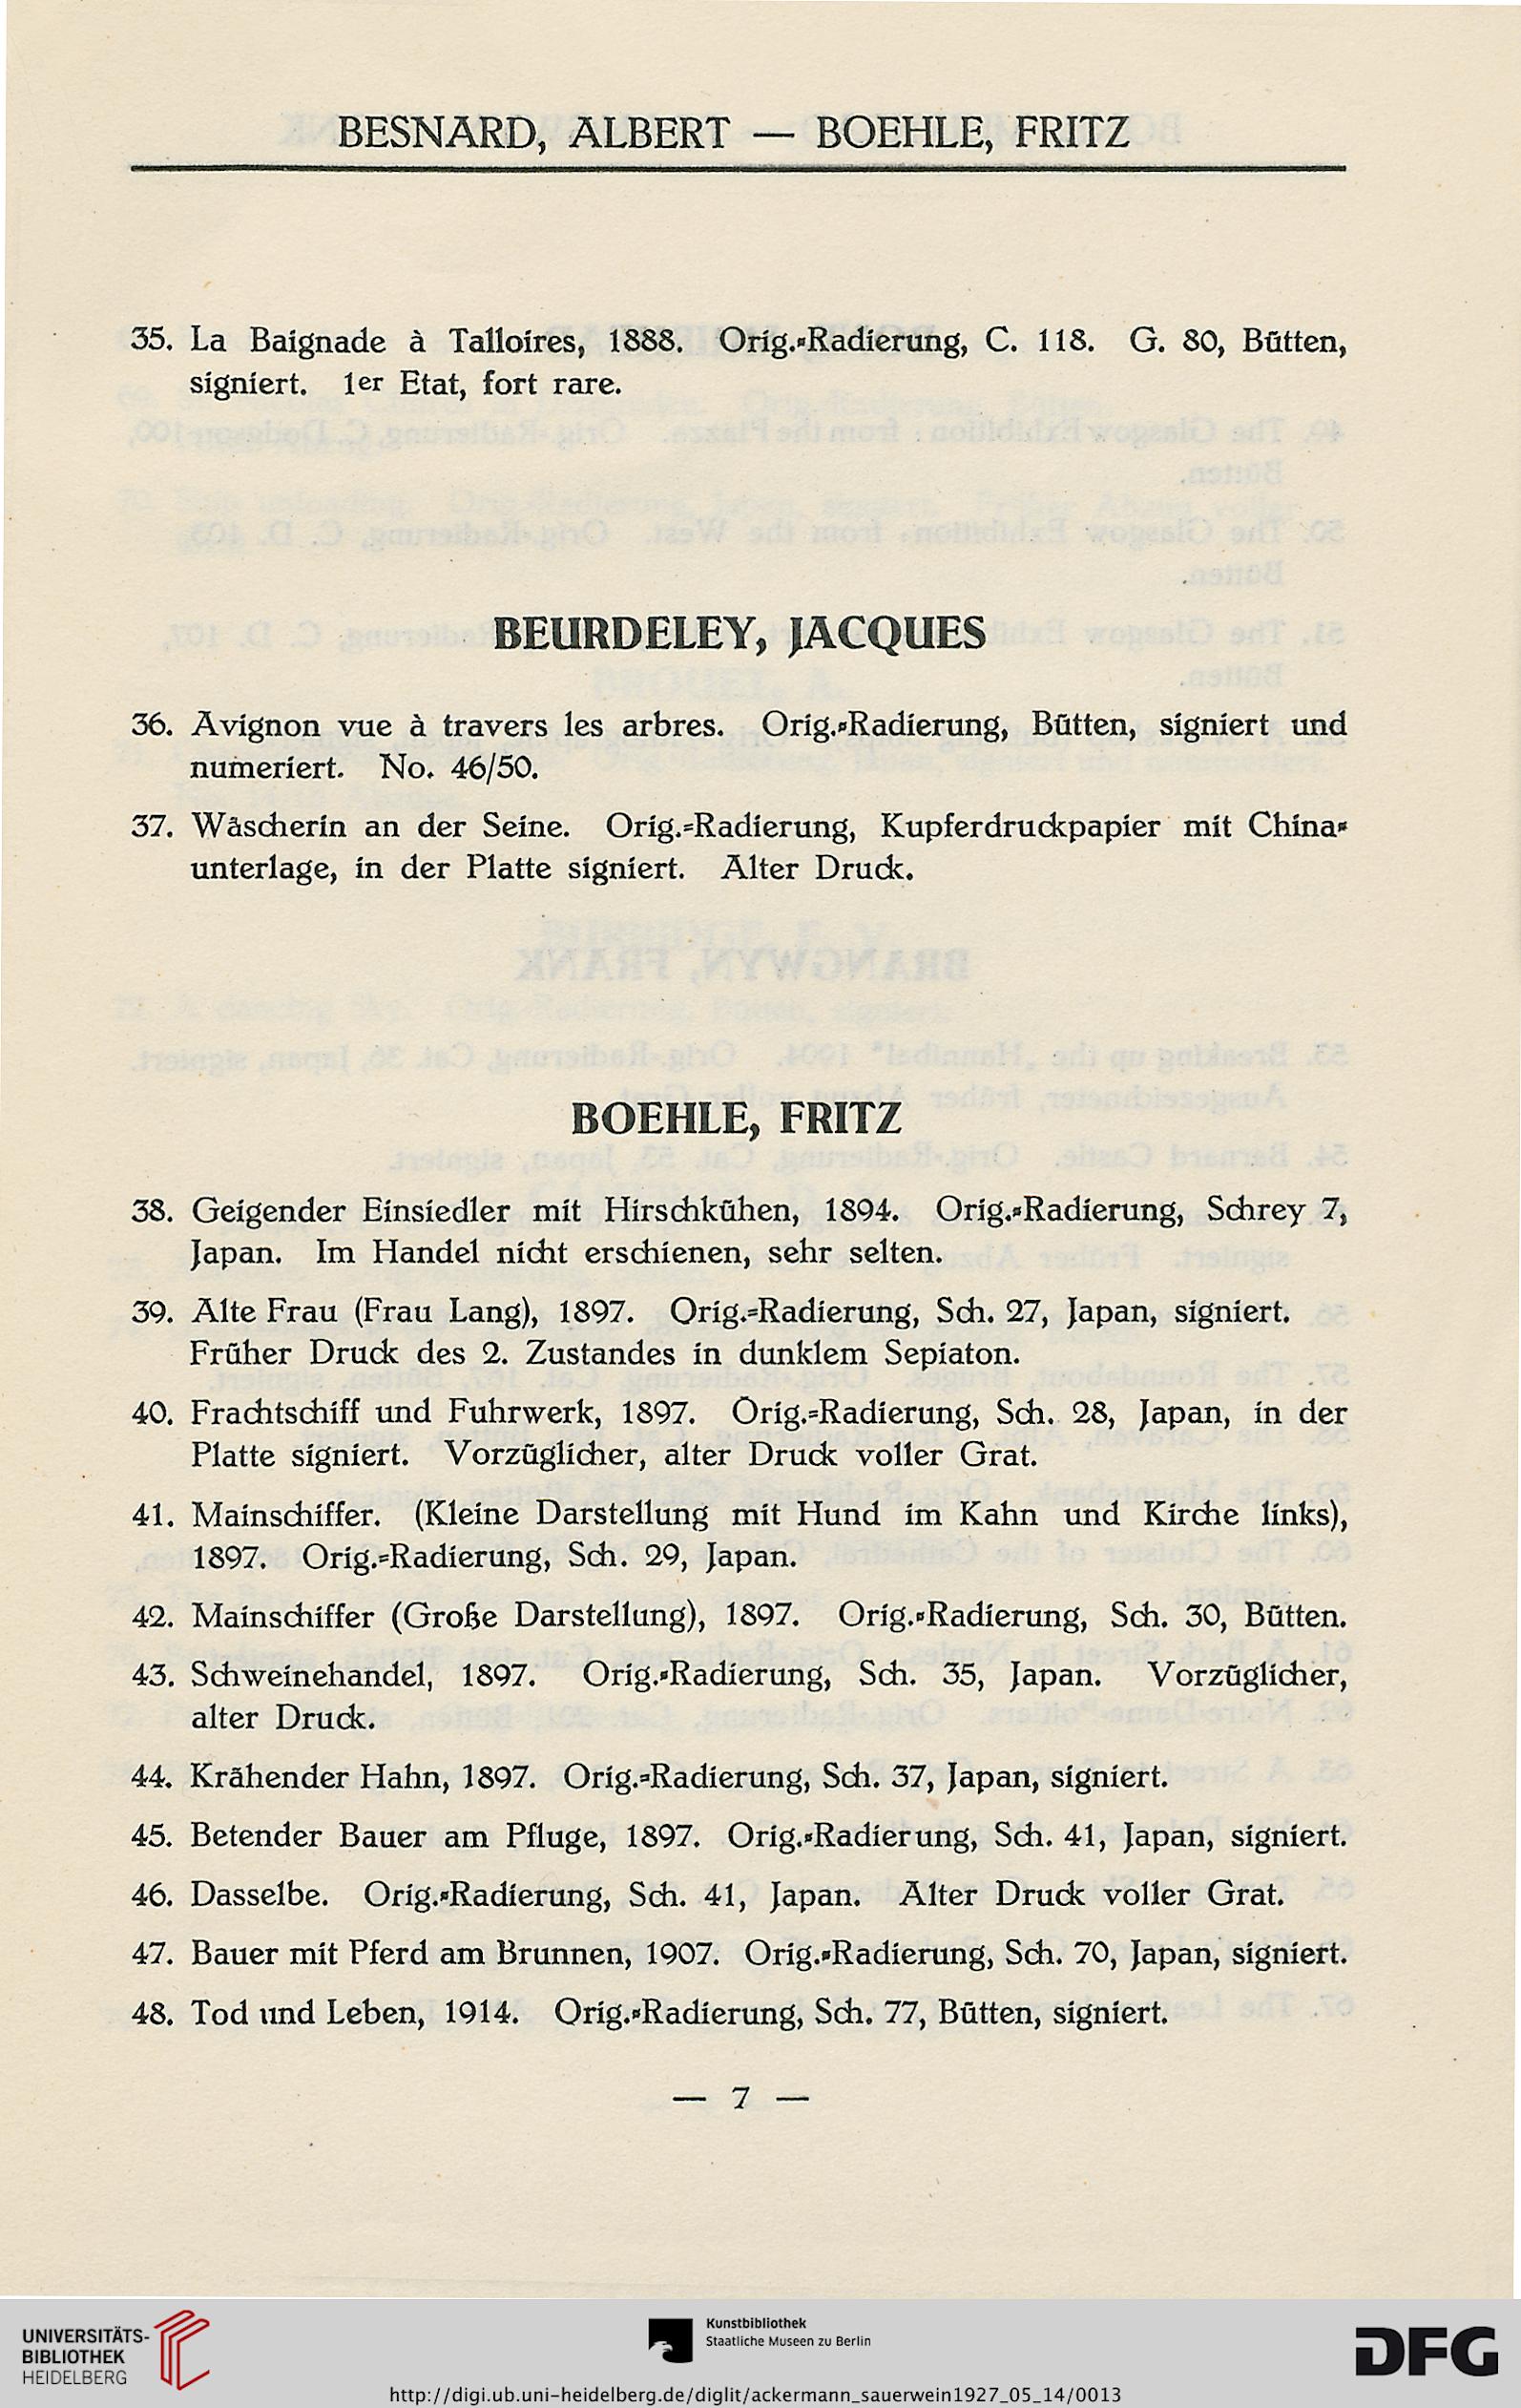 BESNARD, ALBERT — BOEHLE, FRITZ
35. La Baignade à Talloires, 1888. Orig.-Radierung, C. 118. G. 80, Bütten,
signiert. 1er Etat, fort rare.
BEURDELEY, JACQUES
36. Avignon vue à travers les arbres. Orig.-Radierung, Bütten, signiert und
numeriert. No. 46/50.
37. Wäscherin an der Seine. Orig.-Radierung, Kupferdruckpapier mit China-
unterlage, in der Platte signiert. Alter Druck.
BOEHLE, FRITZ
38. Geigender Einsiedler mit Hirschkühen, 1894. Orig.-Radierung, Schrey 7,
Japan. Im Handel nicht erschienen, sehr selten.
39. Alte Frau (Frau Lang), 1897. Orig.-Radierung, Sch. 27, Japan, signiert.
Früher Druck des 2. Zustandes in dunklem Sepiaton.
40. Frachtschiff und Fuhrwerk, 1897. Orig.-Radierung, Sch. 28, Japan, in der
Platte signiert. Vorzüglicher, alter Druck voller Grat.
41. Mainschiffer. (Kleine Darstellung mit Hund im Kahn und Kirche links),
1897. Orig.-Radierung, Sch. 29, Japan.
42. Mainschiffer (Große Darstellung), 1897. Orig.-Radierung, Sch. 30, Bütten.
43. Schweinehandel, 1897. Orig.-Radierung, Sch. 35, Japan. Vorzüglicher,
alter Druck.
44. Krähender Hahn, 1897. Orig.-Radierung, Sch. 37, Japan, signiert.
45. Betender Bauer am Pfluge, 1897. Orig.-Radierung, Sch. 41, Japan, signiert.
46. Dasselbe. Orig.-Radierung, Sch. 41, Japan. Alter Druck voller Grat.
47. Bauer mit Pferd am Brunnen, 1907. Orig.-Radierung, Sch. 70, Japan, signiert.
48. Tod und Leben, 1914. Orig.-Radierung, Sch. 77, Bütten, signiert.
— 7 —
UNIVERSITÄTS-
BIBLIOTHEK
HEIDELBERG
Kunstbibliothek
Staatliche Museen zu Berlin
DFG
http://digi.ub.uni-heidelberg.de/diglit/ackermann_sauerwein1927_05_14/0013